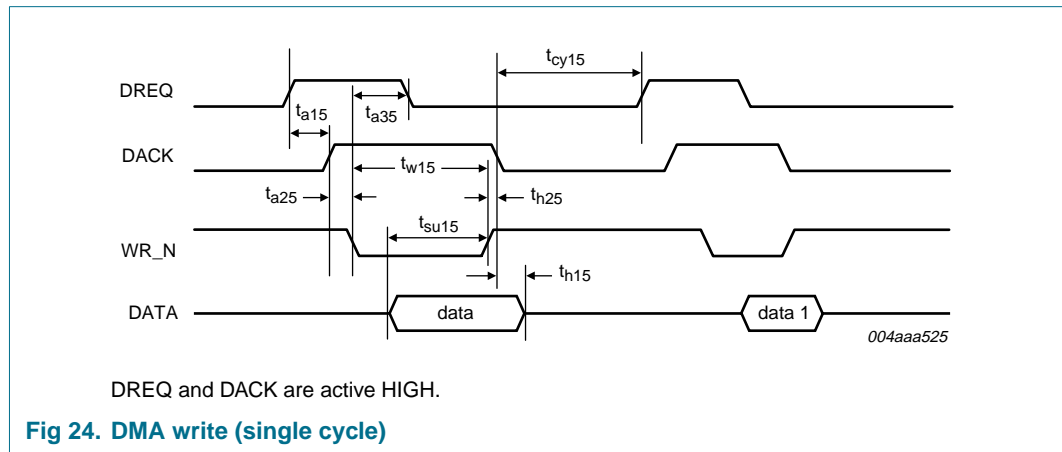 t_cy15
DREQ
t_a15
t_a35
DACK
t_w15
t_a25
t_h25
t_su15
WR_N
t_h15
DATA
data
data 1
004aaa525
DREQ and DACK are active HIGH.
Fig 24. DMA write (single cycle)